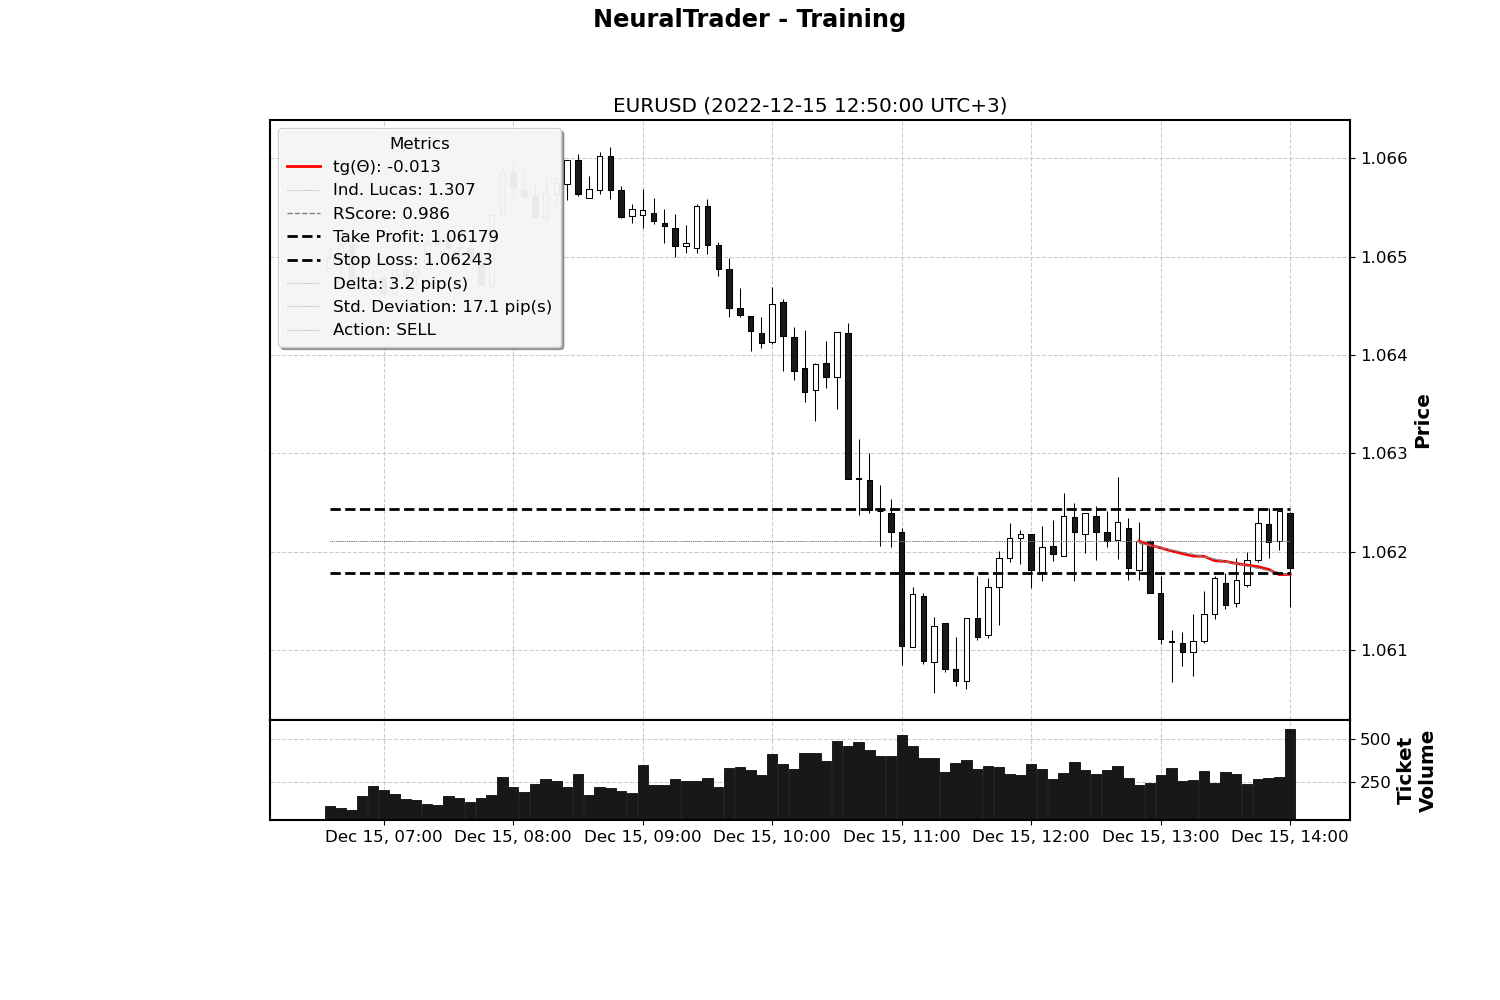 NeuralTrader - Training
EURUSD (2022-12-15 12:50:00 UTC+3)
Metrics
tg(Θ): -0.013
Ind. Lucas: 1.307
RScore: 0.986
Take Profit: 1.06179
Stop Loss: 1.06243
Delta: 3.2 pip(s)
Std. Deviation: 17.1 pip(s)
Action: SELL
1.066
1.065
1.064
1.063
1.062
1.061
Price
500
250
Ticket
Volume
Dec 15, 07:00 Dec 15, 08:00 Dec 15, 09:00 Dec 15, 10:00 Dec 15, 11:00 Dec 15, 12:00 Dec 15, 13:00 Dec 15, 14:00